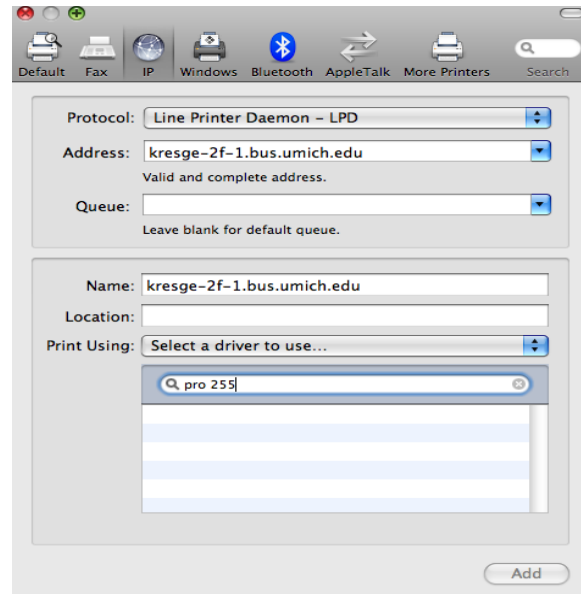 Default Fax IP Windows Bluetooth AppleTalk More Printers Search
Protocol: Line Printer Daemon – LPD
Address: kresge-2f-1.bus.umich.edu
Valid and complete address.
Queue:
Leave blank for default queue.
Name: kresge-2f-1.bus.umich.edu
Location:
Print Using: Select a driver to use...
pro 255
Add